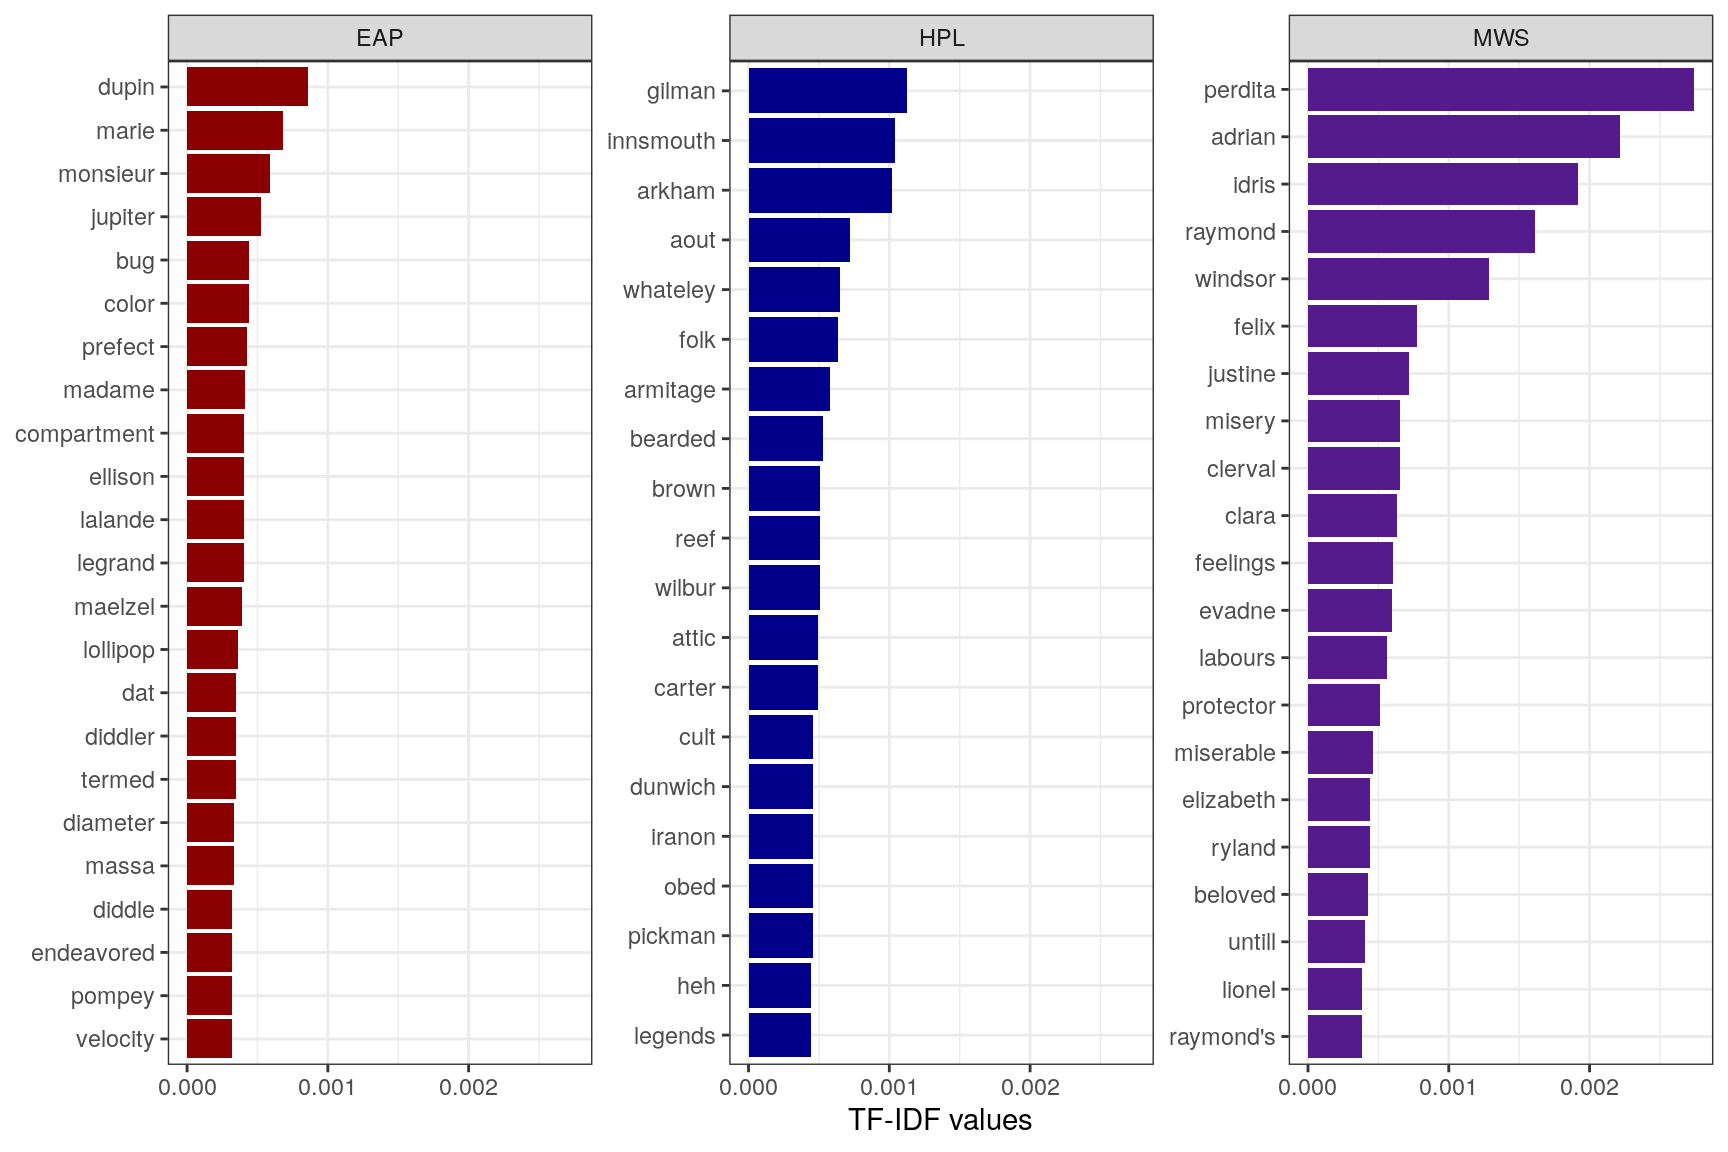 EAP
dupin
marie
monsieur
jupiter
bug
color
prefect
madame
compartment
ellison
lalande
legrand
maelzel
lollipop
dat
diddler
termed
diameter
massa
diddle
endeavored
pompey
velocity
0.000 0.001 0.002
HPL
gilman
innsmouth
arkham
aout
whateley
folk
armitage
bearded
brown
reef
wilbur
attic
carter
cult
dunwich
iranon
obed
pickman
heh
legends
0.000 0.001 0.002
MWS
perdita
adrian
idris
raymond
windsor
felix
justine
misery
clerval
clara
feelings
evadne
labours
protector
miserable
elizabeth
ryland
beloved
untill
lionel
raymond's
0.000 0.001 0.002
TF-IDF values